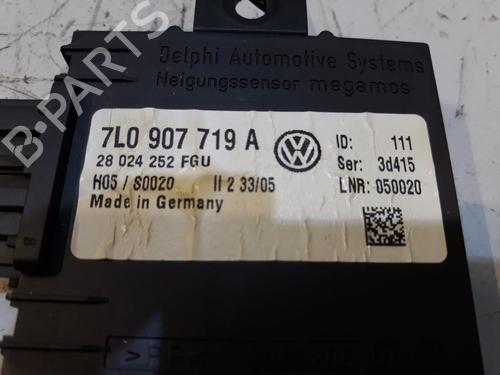 B-PARTS
Delphi Automotive Systems
Neigungssensor megamos
7L0 907 719 A
28 024 252 FGU
H05 / S0020 II 2 33/05
Made in Germany
ID: 111
Ser: 3d415
LNR: 050020